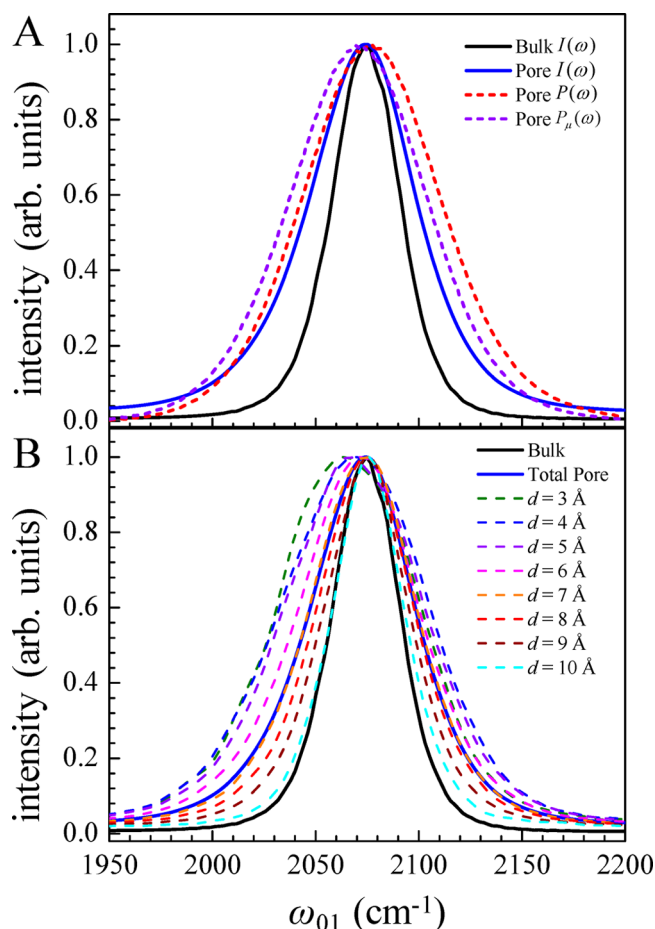 A
Bulk I(ω)
Pore I(ω)
Pore P(ω)
Pore Pμ(ω)
intensity (arb. units)
1.0
0.8
0.6
0.4
0.2
0.0
B
Bulk
Total Pore
d = 3 Å
d = 4 Å
d = 5 Å
d = 6 Å
d = 7 Å
d = 8 Å
d = 9 Å
d = 10 Å
intensity (arb. units)
1.0
0.8
0.6
0.4
0.2
0.0
1950 2000 2050 2100 2150 2200
ω₀₁ (cm⁻¹)